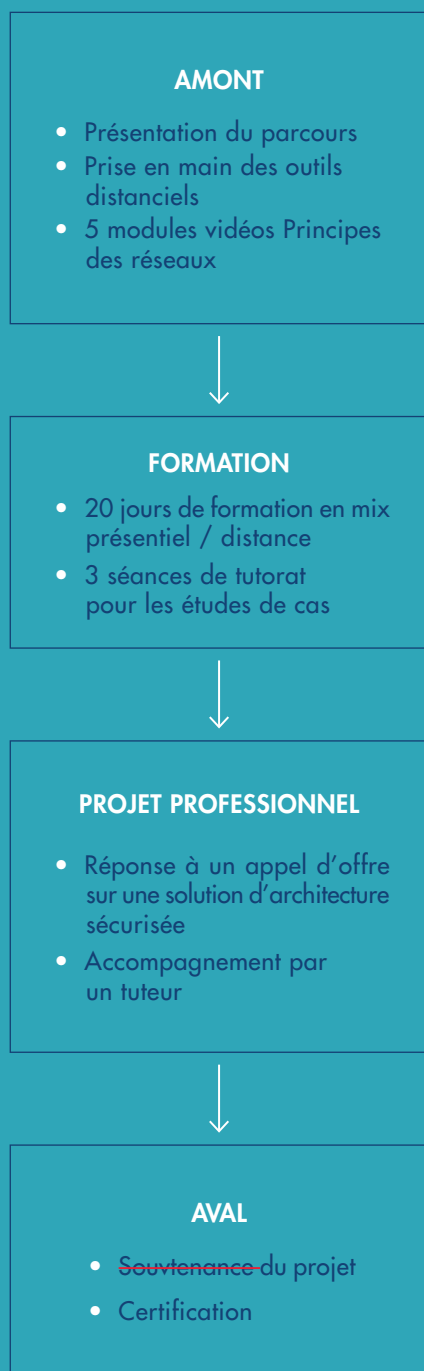 AMONT
• Présentation du parcours
• Prise en main des outils
distanciels
• 5 modules vidéos Principes
des réseaux
FORMATION
• 20 jours de formation en mix
présentiel / distance
• 3 séances de tutorat
pour les études de cas
PROJET PROFESSIONNEL
• Réponse à un appel d’offre
sur une solution d’architecture
sécurisée
• Accompagnement par
un tuteur
AVAL
• Souvtenance du projet
• Certification